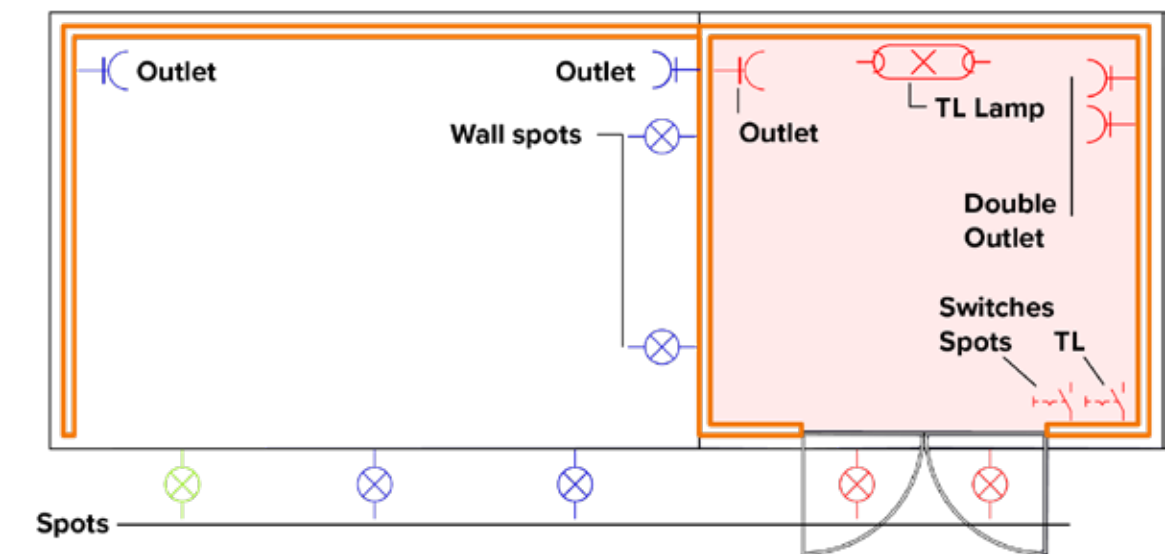 Outlet
Outlet
TL Lamp
Wall spots
Outlet
Double
Outlet
Switches
Spots TL
Spots